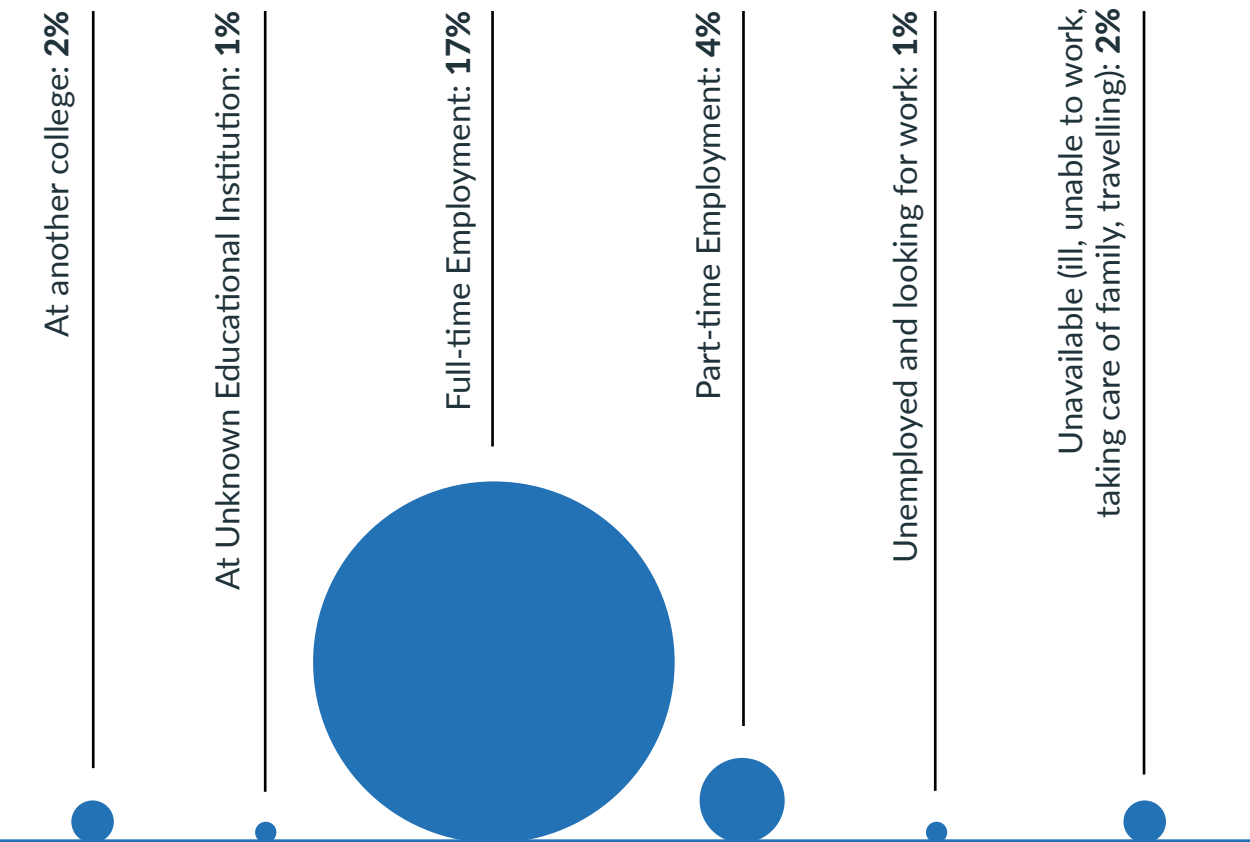 At another college: 2%
At Unknown Educational Institution: 1%
Full-time Employment: 17%
Part-time Employment: 4%
Unemployed and looking for work: 1%
Unavailable (ill, unable to work,
taking care of family, travelling): 2%